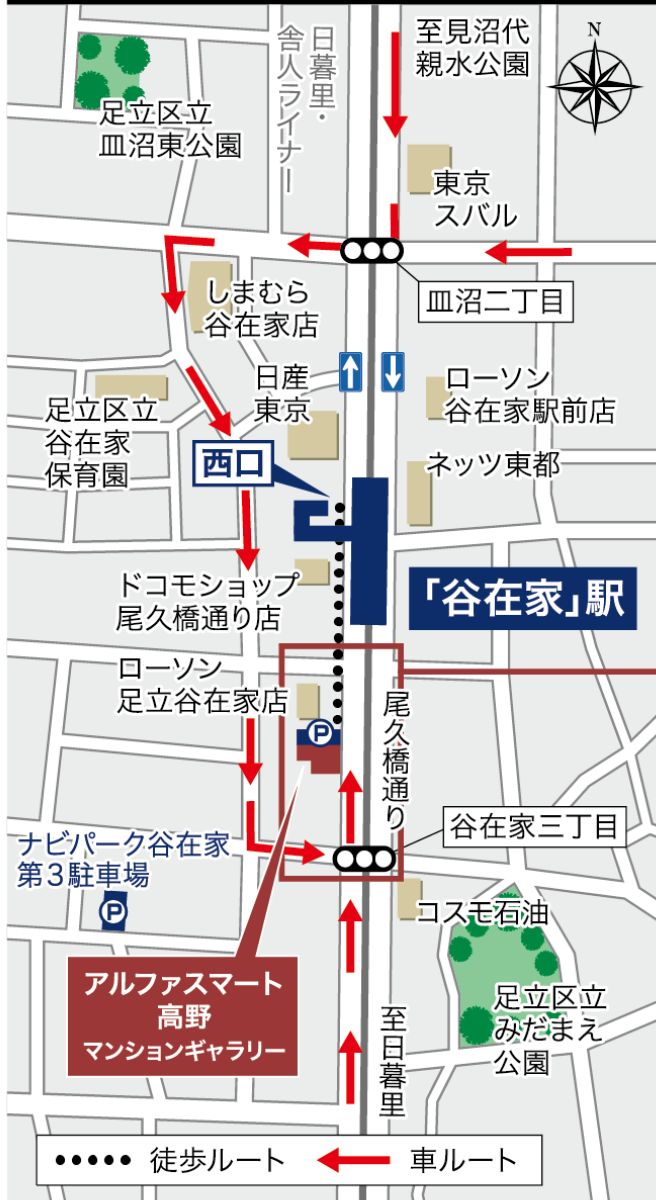 至見沼代
親水公園
N
日暮里・
舎人ライナー
足立区立
皿沼東公園
東京
スバル
皿沼二丁目
しまむら
谷在家店
日産
東京
ローソン
谷在家駅前店
足立区立
谷在家
保育園
西口
ネッツ東都
ドコモショップ
尾久橋通り店
「谷在家」駅
ローソン
足立谷在家店
P
尾久橋通り
谷在家三丁目
ナビパーク谷在家
第3駐車場
P
コスモ石油
アルファスマート
高野
マンションギャラリー
足立区立
みだまえ
公園
至日暮里
徒歩ルート
車ルート